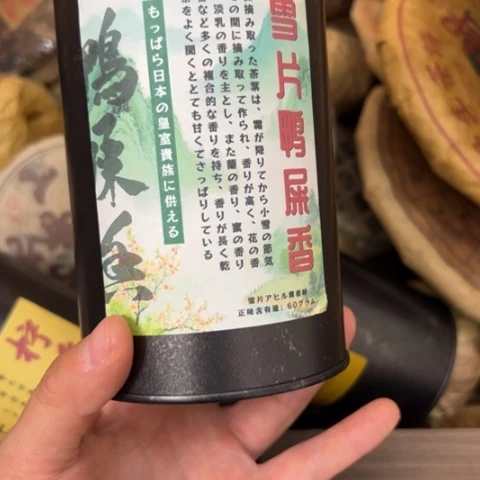 雪片鴨屎香
摘み取った茶葉は、霜が降りてから小雪の節気
の間に摘み取って作られ、香りが高く、花の香
淡乳の香りを主とし、また蘭の香り、蜜の香り
など多くの複合的な香りを持ち、香りが長く乾
をよく聞くととても甘くてさっぱりしている
もっぱら日本の皇室貴族に供える
鴨屎香
雪片アヒル糞香
正味含有量：60グラム